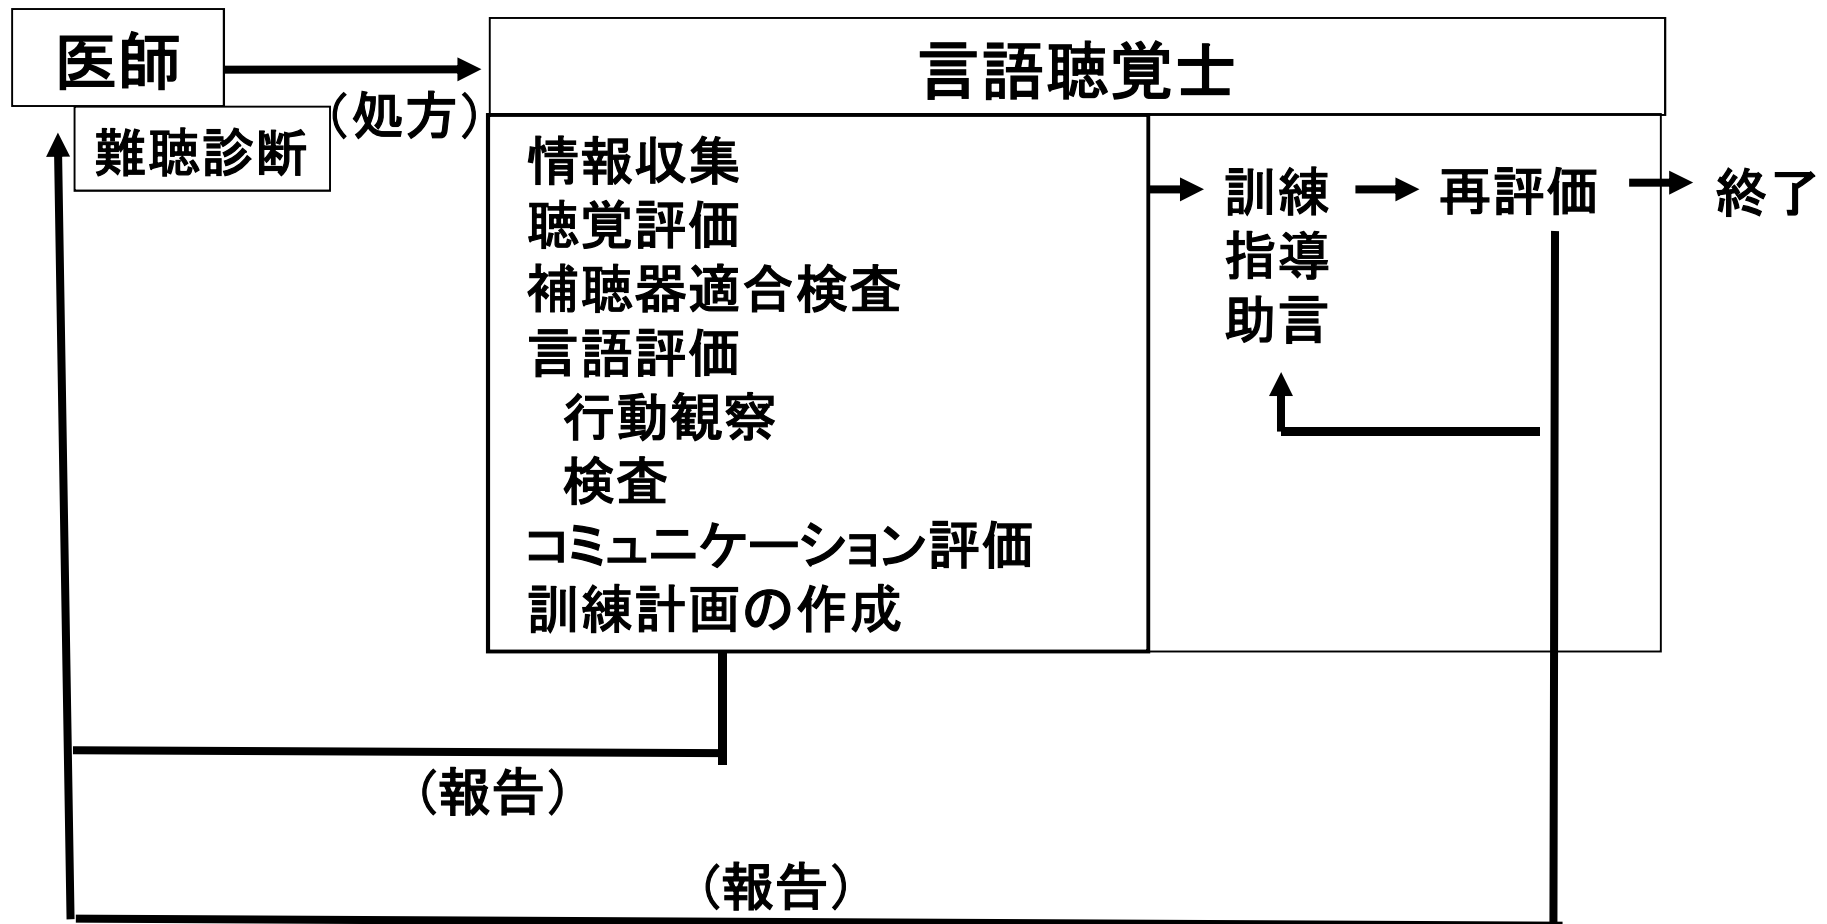 医師
難聴診断
（処方）
言語聴覚士
情報収集
聴覚評価
補聴器適合検査
言語評価
行動観察
検査
コミュニケーション評価
訓練計画の作成
訓練
指導
助言
再評価
終了
（報告）
（報告）